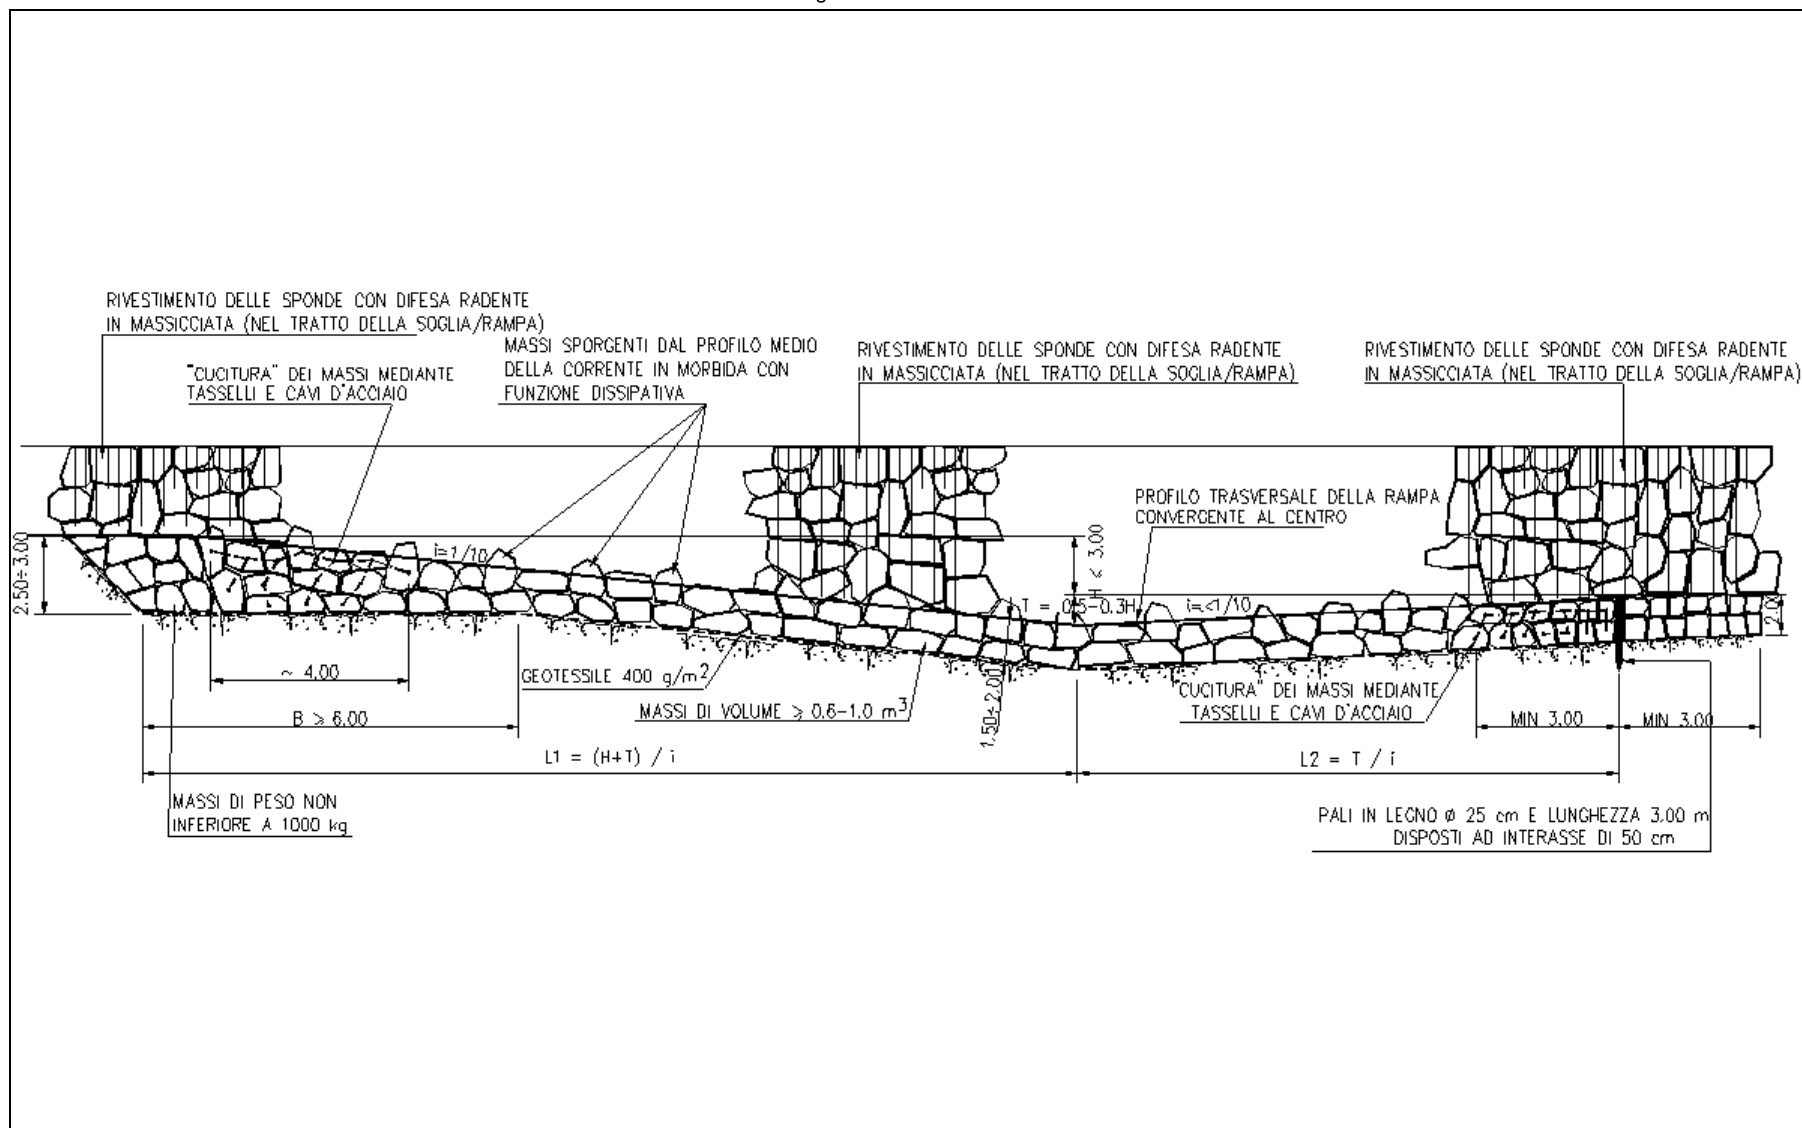 RIVESTIMENTO DELLE SPONDE CON DIFESA RADENTE
IN MASSICCIATA (NEL TRATTO DELLA SOGLIA/RAMPA)
"CUCITURA" DEI MASSI MEDIANTE
TASSELLI E CAVI D'ACCIAIO
MASSI SPORGENTI DAL PROFILO MEDIO
DELLA CORRENTE IN MORBIDA CON
FUNZIONE DISSIPATIVA
RIVESTIMENTO DELLE SPONDE CON DIFESA RADENTE
IN MASSICCIATA (NEL TRATTO DELLA SOGLIA/RAMPA)
RIVESTIMENTO DELLE SPONDE CON DIFESA RADENTE
IN MASSICCIATA (NEL TRATTO DELLA SOGLIA/RAMPA)
PROFILO TRASVERSALE DELLA RAMPA
CONVERGENTE AL CENTRO
2.50÷3.00
i=1/10
H < 3.00
T = 0.5-0.3H
i=<1/10
2.00
~ 4.00
GEOTESSILE 400 g/m²
MASSI DI VOLUME ≥ 0.6-1.0 m³
1.50÷2.00
"CUCITURA" DEI MASSI MEDIANTE
TASSELLI E CAVI D'ACCIAIO
B ≥ 6.00
MIN 3.00
MIN 3.00
L1 = (H+T) / i
L2 = T / i
MASSI DI PESO NON
INFERIORE A 1000 kg
PALI IN LEGNO ø 25 cm E LUNGHEZZA 3.00 m
DISPOSTI AD INTERASSE DI 50 cm